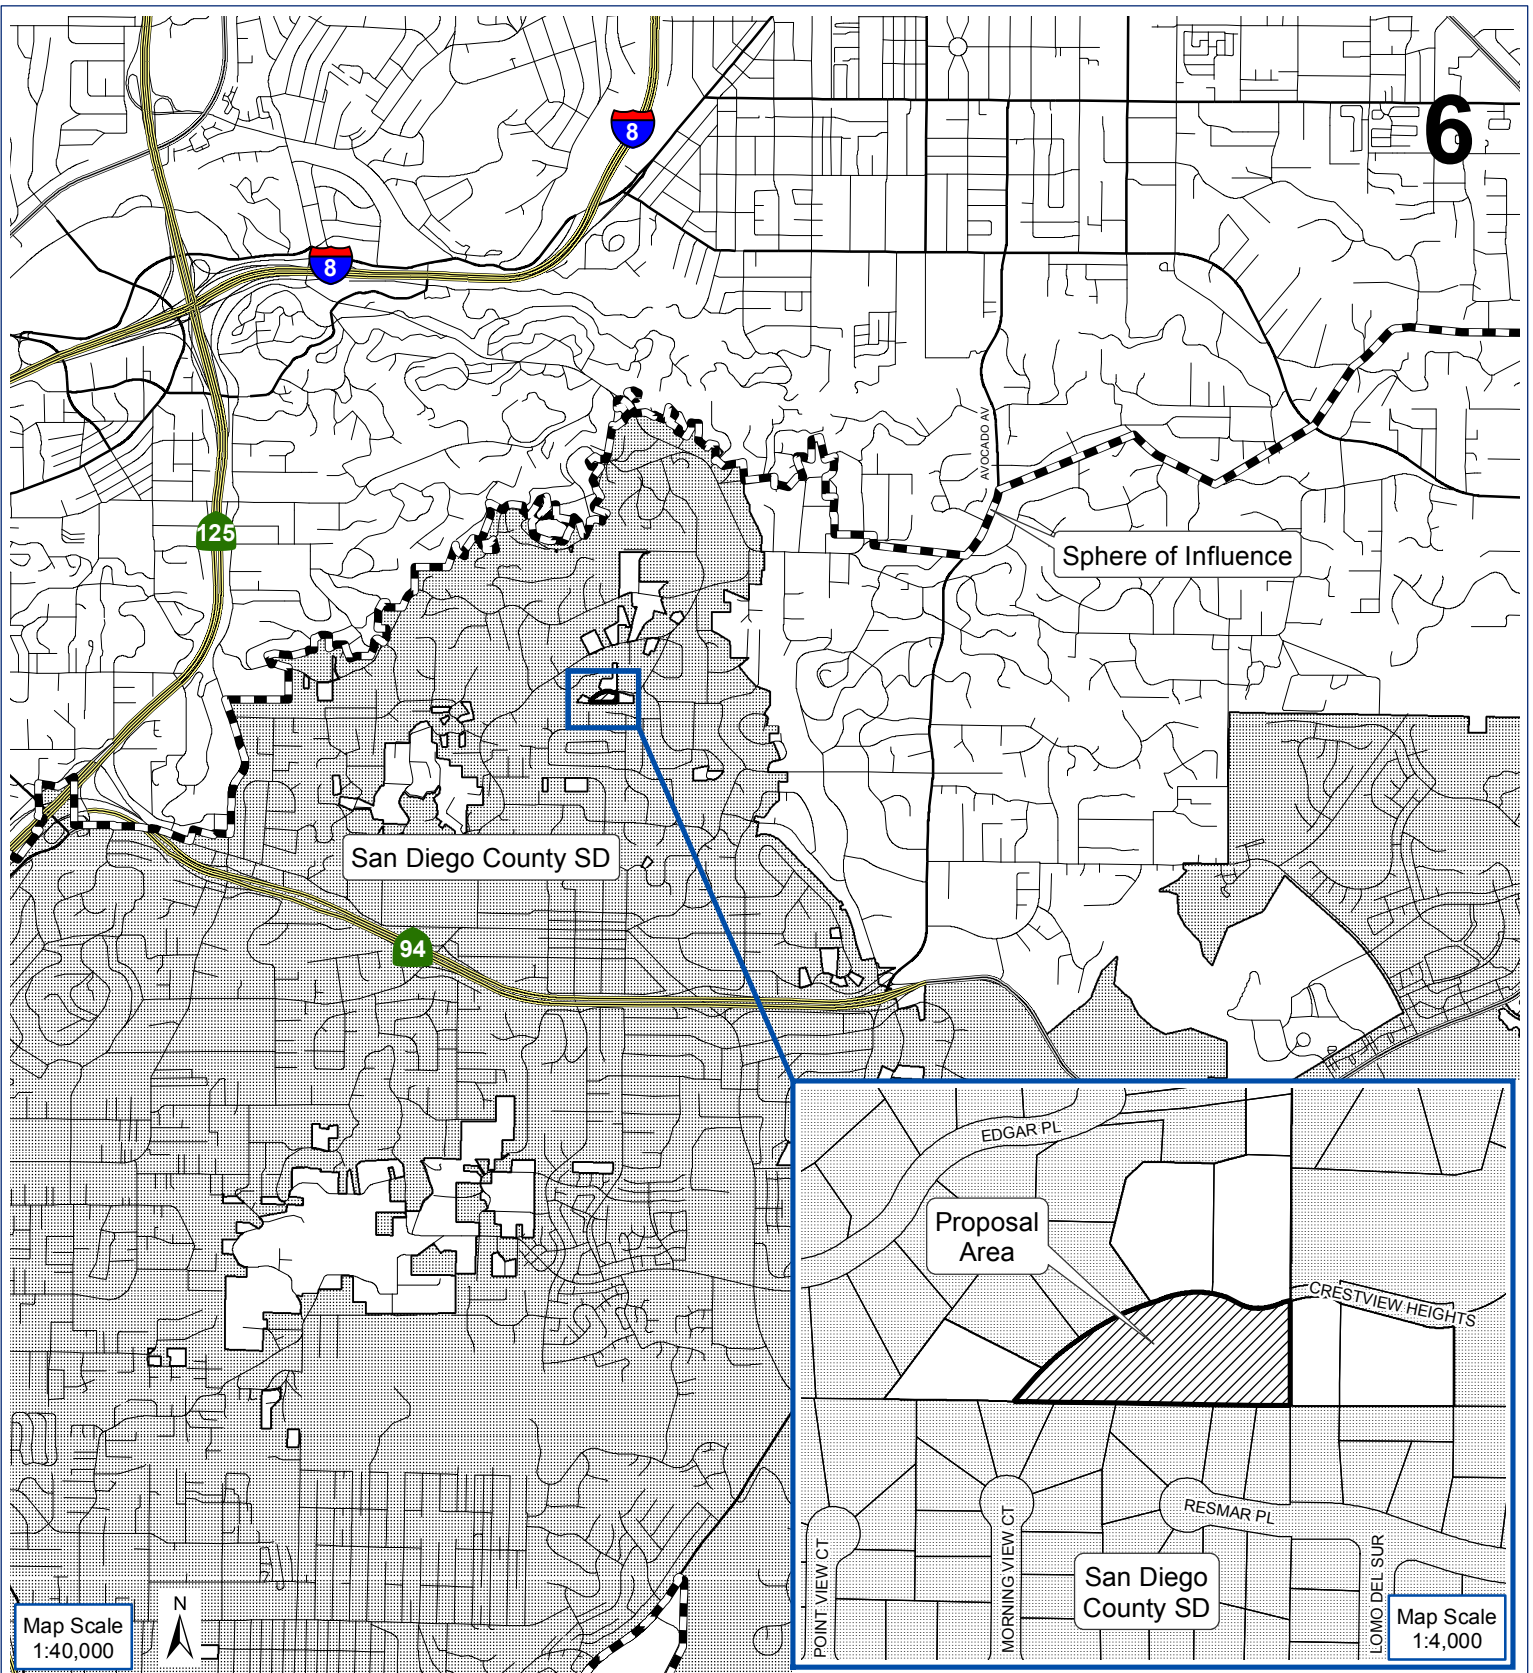 8
6
8
AVOCADO AV
125
Sphere of Influence
San Diego County SD
94
EDGAR PL
Proposal
Area
CRESTVIEW HEIGHTS
RESMAR PL
POINT VIEW CT
MORNING VIEW CT
San Diego
County SD
LOMO DEL SUR
Map Scale
1:4,000
N
Map Scale
1:40,000